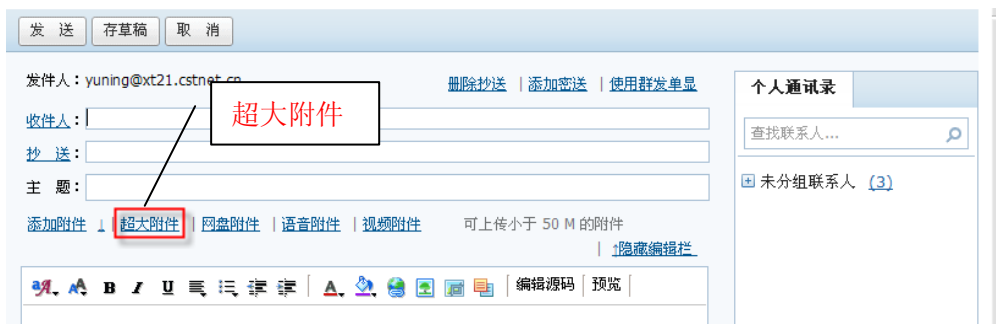 发 送 存草稿 取 消
发件人：yuning@xt21.cstnet.cn 删除抄送 | 添加密送 | 使用群发单显
超大附件
收件人：
抄 送：
主 题：
添加附件 ↓ | 超大附件 | 网盘附件 | 语音附件 | 视频附件 可上传小于 50 M 的附件
| ↑隐藏编辑栏
B I U A 编辑源码 预览
个人通讯录
查找联系人...
未分组联系人 (3)